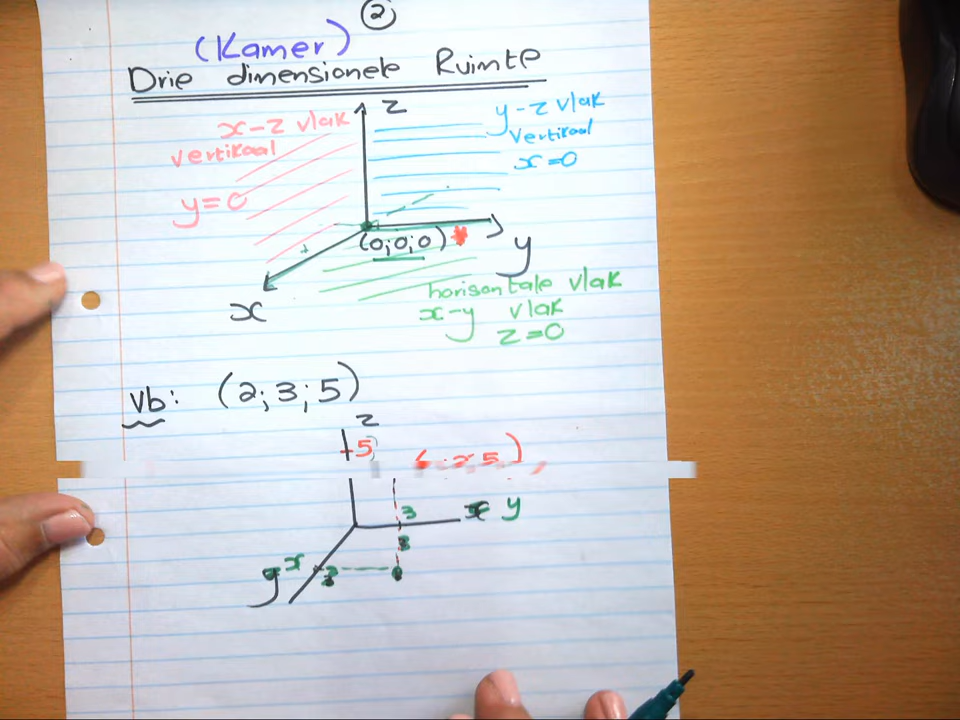 2
(Kamer)
Drie dimensionele Ruimte
z
x-z vlak
vertikaal
y=0
y-z vlak
vertikaal
x=0
(0;0;0)
y
x
horisontale vlak
x-y vlak
z=0
vb: (2;3;5)
z
5
3
y
x
2